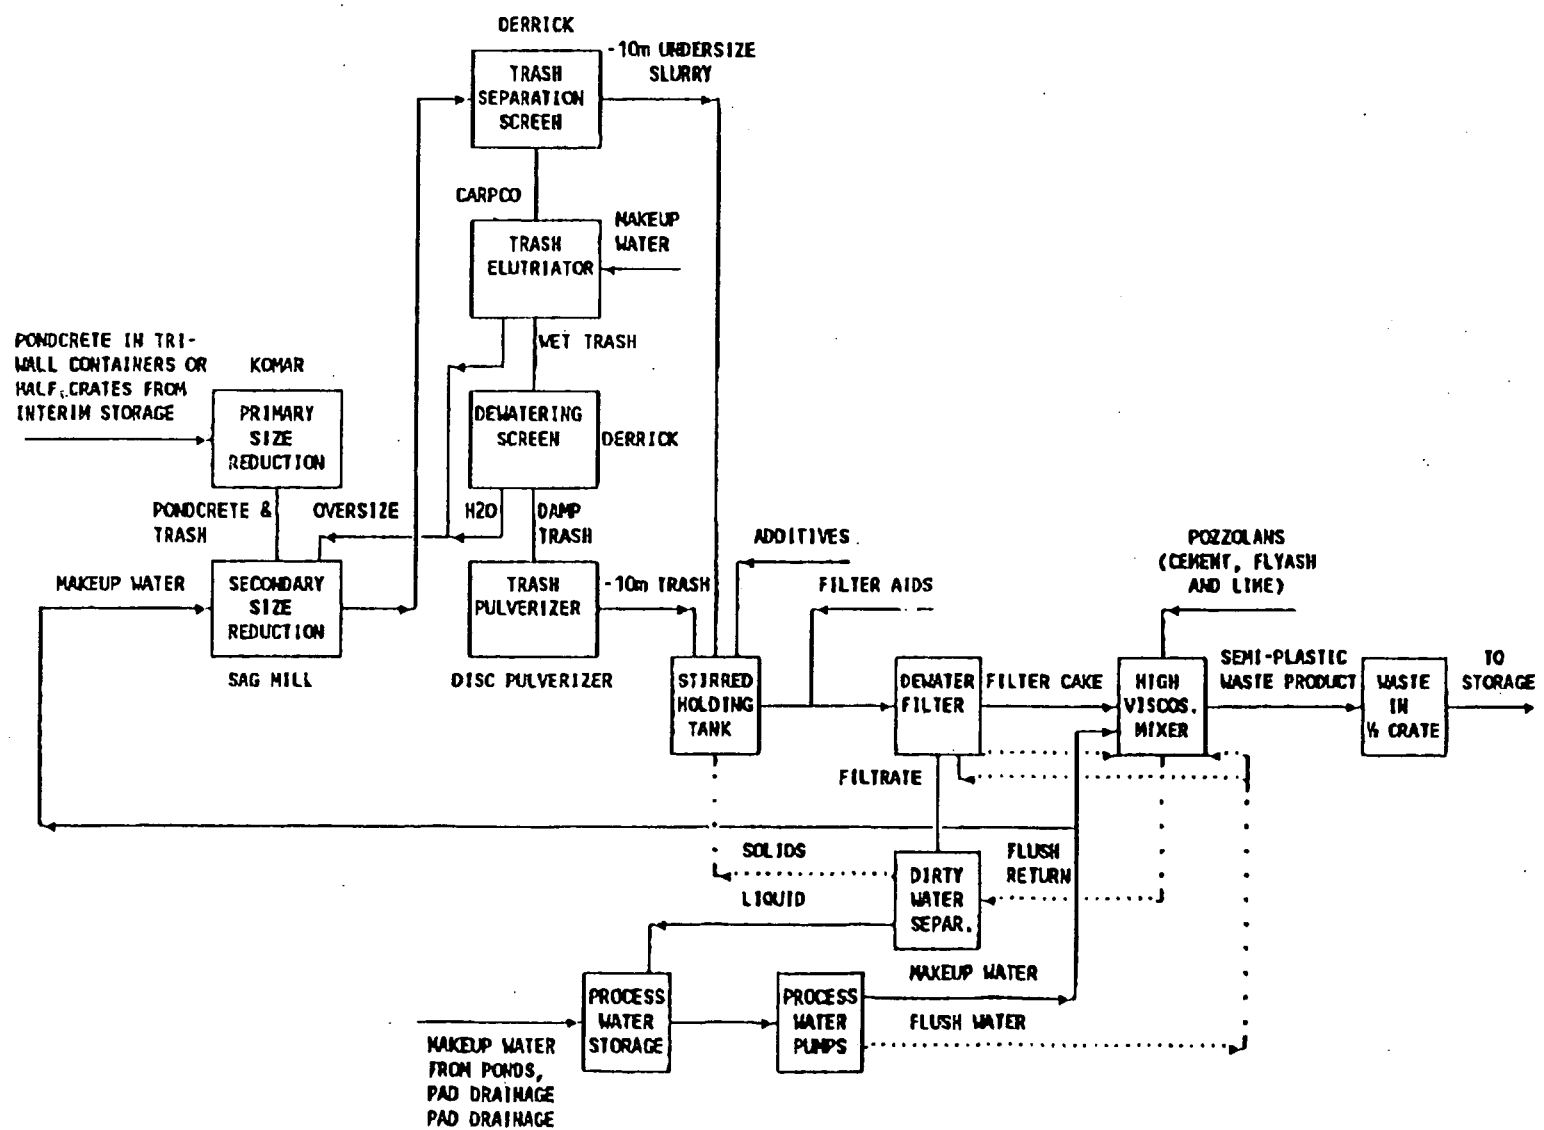 DERRICK
-10m UNDERSIZE
SLURRY
TRASH
SEPARATION
SCREEN
CARPCO
MAKEUP
WATER
TRASH
ELUTRIATOR
WET TRASH
PONDCRETE IN TRI-
WALL CONTAINERS OR
HALF CRATES FROM
INTERIM STORAGE
KOMAR
PRIMARY
SIZE
REDUCTION
DEWATERING
SCREEN
DERRICK
PONDCRETE &
TRASH
OVERSIZE
H2O
DAMP
TRASH
ADDITIVES
POZZOLANS
(CEMENT, FLYASH
AND LIME)
MAKEUP WATER
SECONDARY
SIZE
REDUCTION
SAG MILL
TRASH
PULVERIZER
DISC PULVERIZER
-10m TRASH
FILTER AIDS
STIRRED
HOLDING
TANK
DEWATER
FILTER
FILTER CAKE
HIGH
VISCOS.
MIXER
SEMI-PLASTIC
WASTE PRODUCT
WASTE
IN
½ CRATE
TO
STORAGE
FILTRATE
SOLIDS
LIQUID
DIRTY
WATER
SEPAR.
FLUSH
RETURN
MAKEUP WATER
FLUSH WATER
PROCESS
WATER
STORAGE
PROCESS
WATER
PUMPS
MAKEUP WATER
FROM PONDS,
PAD DRAINAGE
PAD DRAINAGE